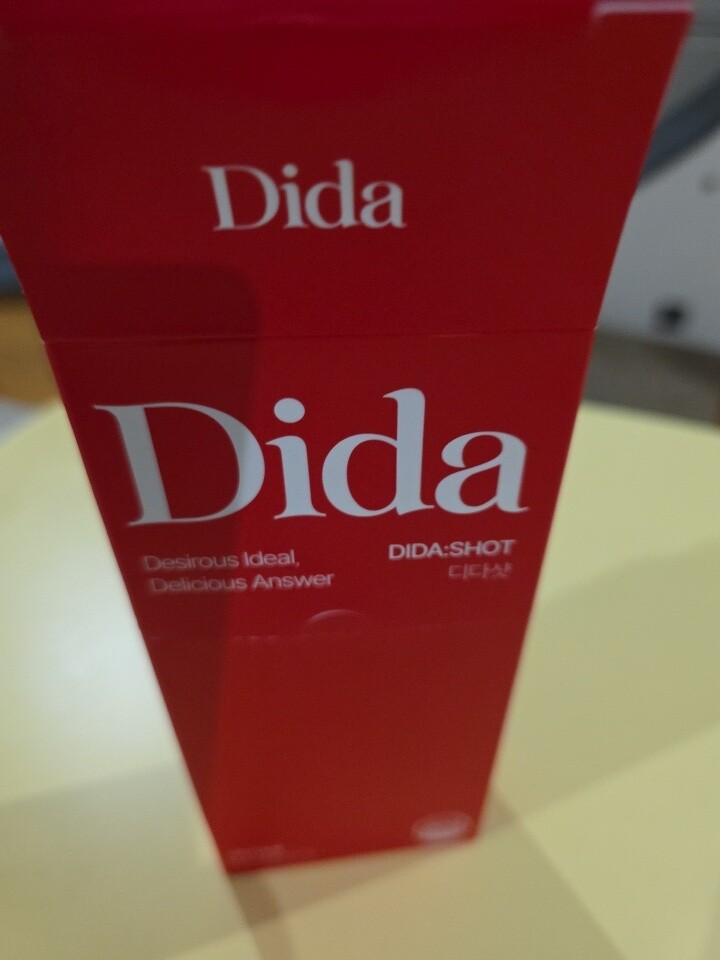 Dida
Dida
Desirous Ideal,
Delicious Answer
DIDA:SHOT
디다샷